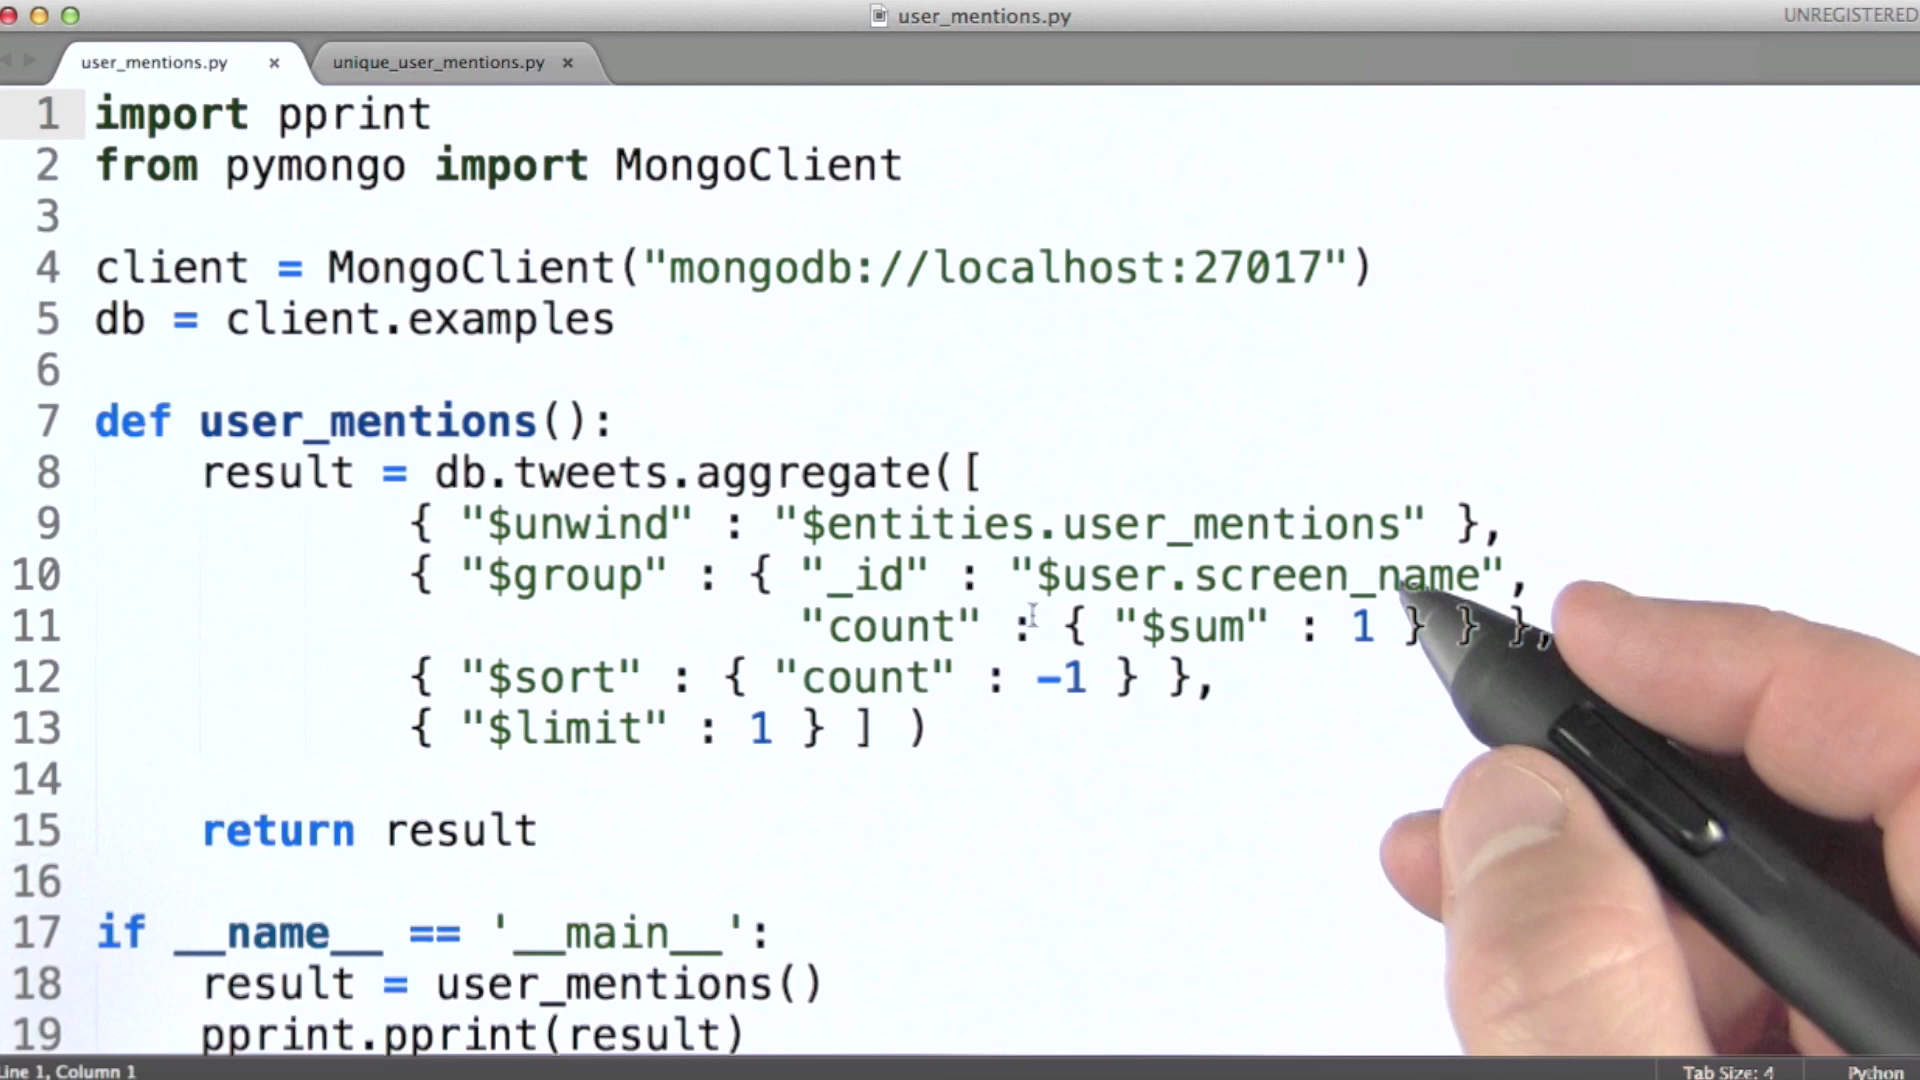 user_mentions.py
UNREGISTERED
user_mentions.py × unique_user_mentions.py ×
1 import pprint
2 from pymongo import MongoClient
3
4 client = MongoClient("mongodb://localhost:27017")
5 db = client.examples
6
7 def user_mentions():
8 result = db.tweets.aggregate([
9 { "$unwind" : "$entities.user_mentions" },
10 { "$group" : { "_id" : "$user.screen_name",
11 "count" : { "$sum" : 1 } } },
12 { "$sort" : { "count" : -1 } },
13 { "$limit" : 1 } ] )
14
15 return result
16
17 if __name__ == '__main__':
18 result = user_mentions()
19 pprint.pprint(result)
Line 1, Column 1
Tab Size: 4
Python